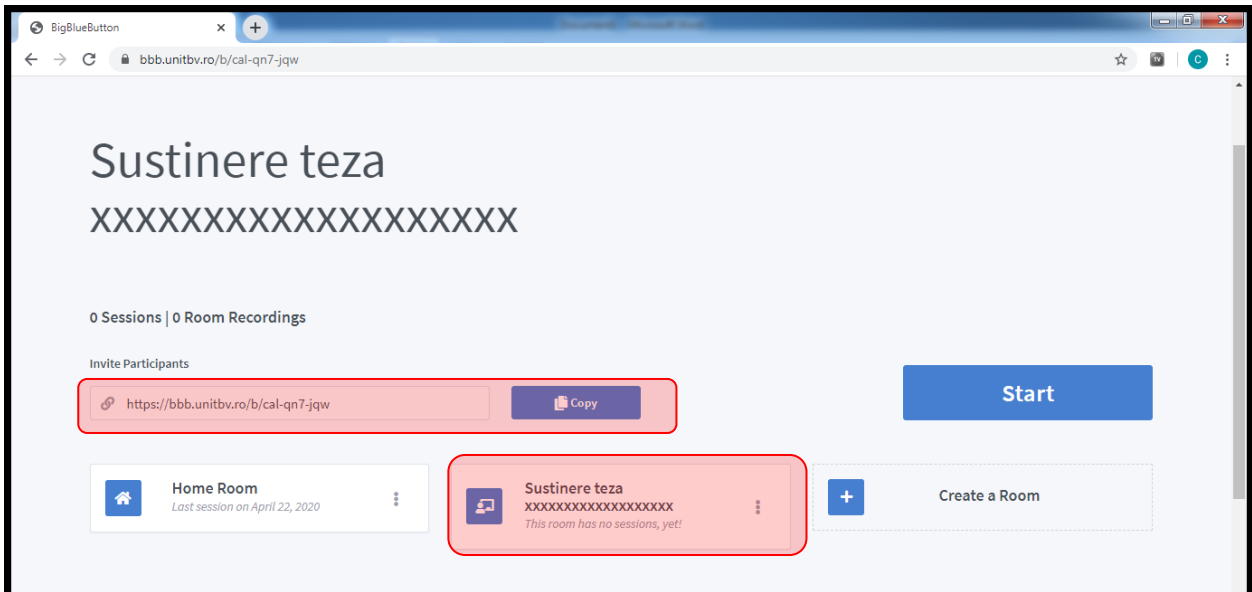 BigBlueButton
bbb.unitbv.ro/b/cal-qn7-jqw
TV
C
Sustinere teza
xxxxxxxxxxxxxxxxxxx
0 Sessions | 0 Room Recordings
Invite Participants
https://bbb.unitbv.ro/b/cal-qn7-jqw
Copy
Start
Home Room
Last session on April 22, 2020
Sustinere teza
xxxxxxxxxxxxxxxxxxx
This room has no sessions, yet!
Create a Room